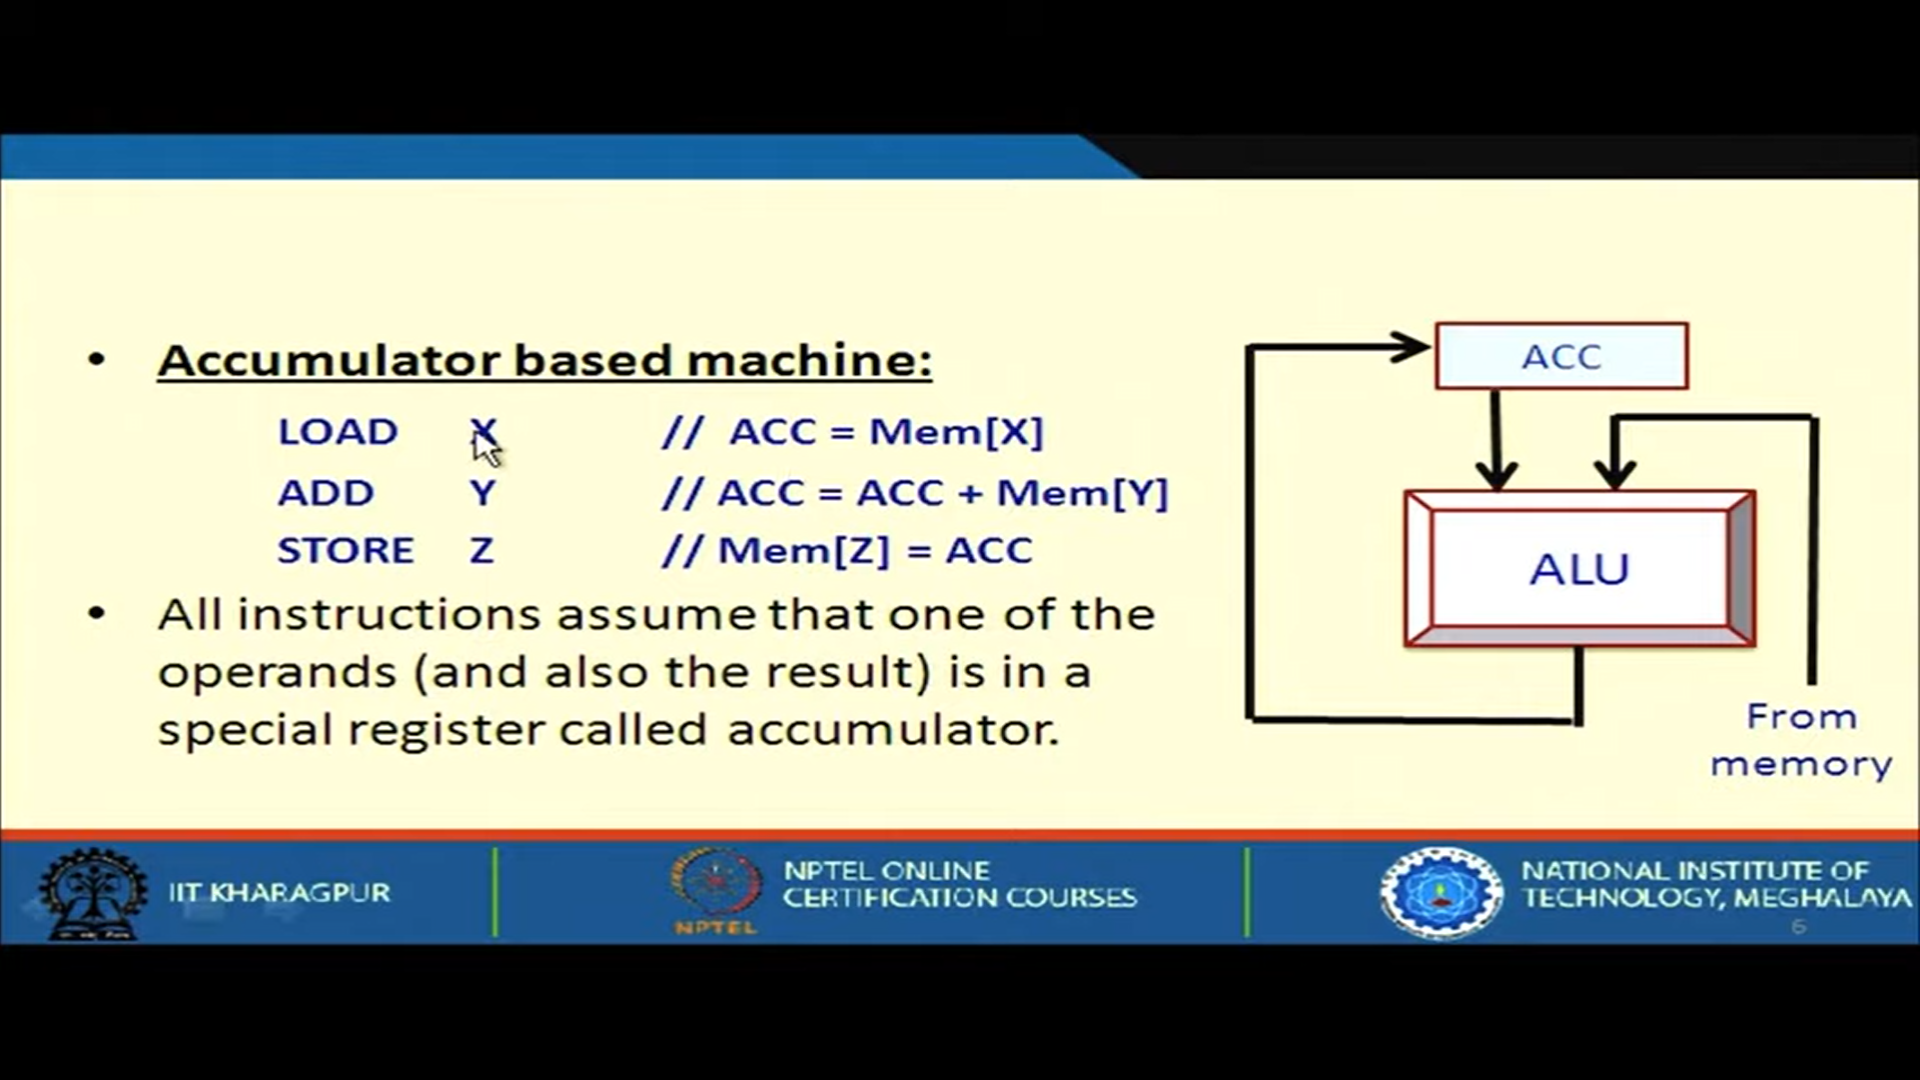 • Accumulator based machine:
LOAD X // ACC = Mem[X]
ADD Y // ACC = ACC + Mem[Y]
STORE Z // Mem[Z] = ACC
• All instructions assume that one of the
operands (and also the result) is in a
special register called accumulator.
ACC
ALU
From
memory
IIT KHARAGPUR
NPTEL
NPTEL ONLINE
CERTIFICATION COURSES
NATIONAL INSTITUTE OF
TECHNOLOGY, MEGHALAYA
6